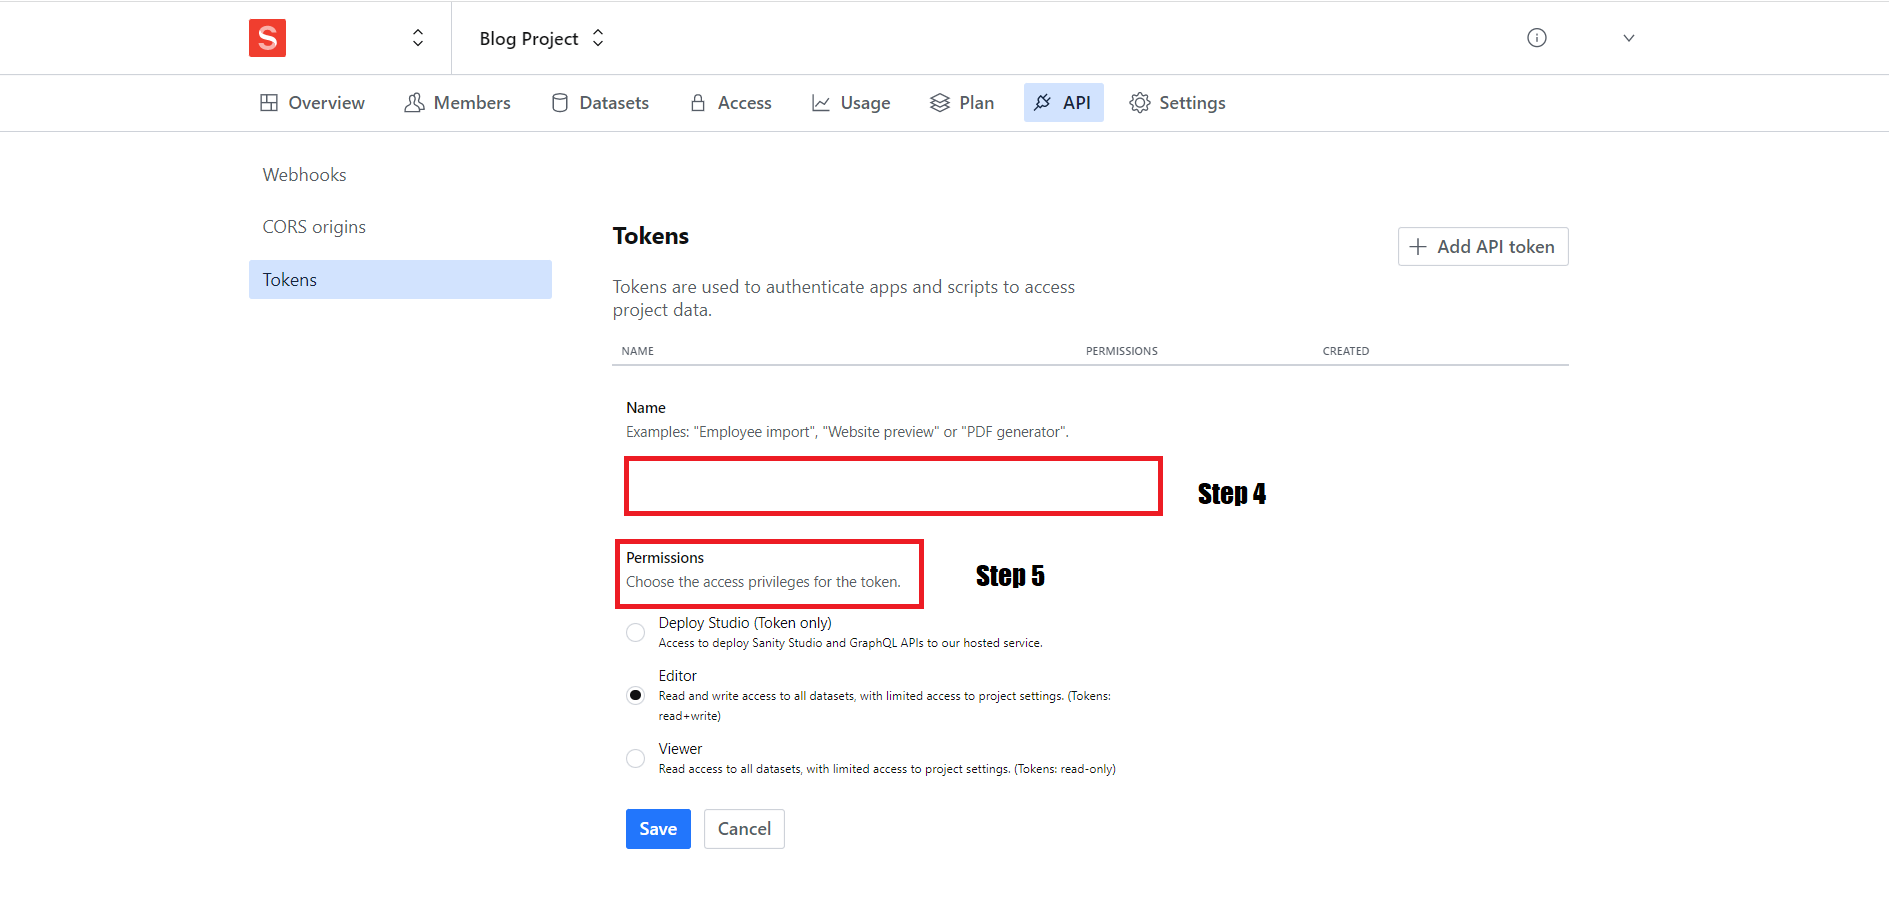 S
Blog Project
Overview
Members
Datasets
Access
Usage
Plan
API
Settings
Webhooks
CORS origins
Tokens
Tokens
Add API token
Tokens are used to authenticate apps and scripts to access
project data.
NAME
PERMISSIONS
CREATED
Name
Examples: "Employee import", "Website preview" or "PDF generator".
Step 4
Permissions
Choose the access privileges for the token.
Step 5
Deploy Studio (Token only)
Access to deploy Sanity Studio and GraphQL APIs to our hosted service.
Editor
Read and write access to all datasets, with limited access to project settings. (Tokens:
read+write)
Viewer
Read access to all datasets, with limited access to project settings. (Tokens: read-only)
Save
Cancel